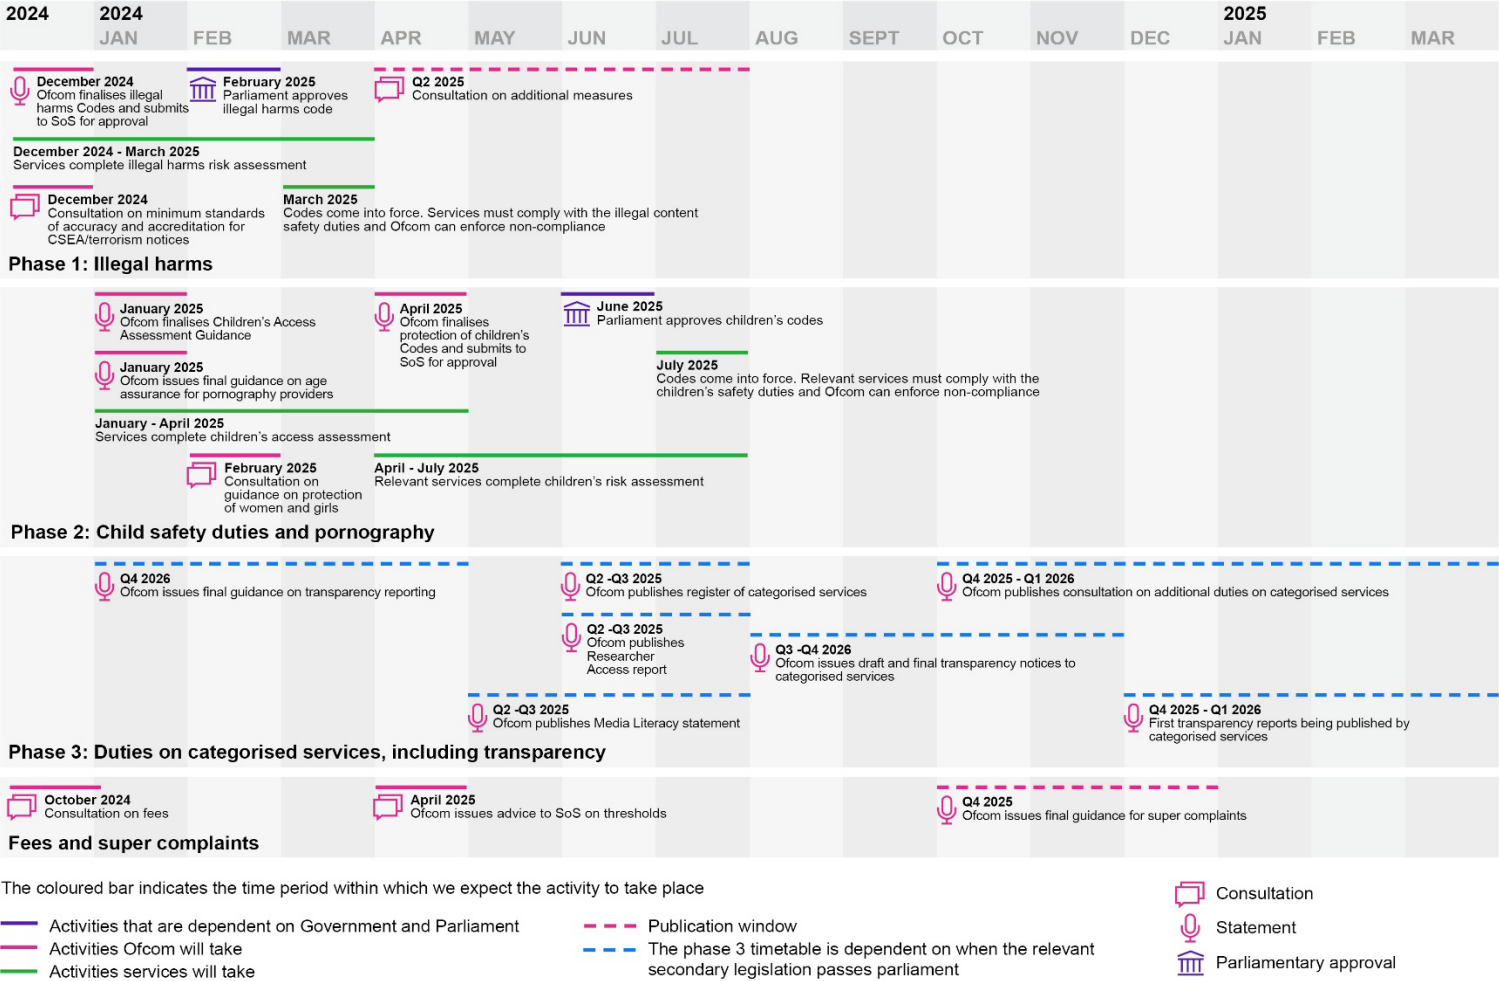 2024
2024
2025
JAN
FEB
MAR
APR
MAY
JUN
JUL
AUG
SEPT
OCT
NOV
DEC
JAN
FEB
MAR
December 2024
Ofcom finalises illegal
harms Codes and submits
to SoS for approval
February 2025
Parliament approves
illegal harms code
Q2 2025
Consultation on additional measures
December 2024 - March 2025
Services complete illegal harms risk assessment
December 2024
Consultation on minimum standards
of accuracy and accreditation for
CSEA/terrorism notices
March 2025
Codes come into force. Services must comply with the illegal content
safety duties and Ofcom can enforce non-compliance
Phase 1: Illegal harms
January 2025
Ofcom finalises Children's Access
Assessment Guidance
April 2025
Ofcom finalises
protection of children's
Codes and submits to
SoS for approval
June 2025
Parliament approves children's codes
January 2025
Ofcom issues final guidance on age
assurance for pornography providers
July 2025
Codes come into force. Relevant services must comply with the
children's safety duties and Ofcom can enforce non-compliance
January - April 2025
Services complete children's access assessment
February 2025
Consultation on
guidance on protection
of women and girls
April - July 2025
Relevant services complete children's risk assessment
Phase 2: Child safety duties and pornography
Q4 2026
Ofcom issues final guidance on transparency reporting
Q2 -Q3 2025
Ofcom publishes register of categorised services
Q4 2025 - Q1 2026
Ofcom publishes consultation on additional duties on categorised services
Q2 -Q3 2025
Ofcom publishes
Researcher
Access report
Q3 -Q4 2026
Ofcom issues draft and final transparency notices to
categorised services
Q2 -Q3 2025
Ofcom publishes Media Literacy statement
Q4 2025 - Q1 2026
First transparency reports being published by
categorised services
Phase 3: Duties on categorised services, including transparency
October 2024
Consultation on fees
April 2025
Ofcom issues advice to SoS on thresholds
Q4 2025
Ofcom issues final guidance for super complaints
Fees and super complaints
The coloured bar indicates the time period within which we expect the activity to take place
Activities that are dependent on Government and Parliament
Activities Ofcom will take
Activities services will take
Publication window
The phase 3 timetable is dependent on when the relevant
secondary legislation passes parliament
Consultation
Statement
Parliamentary approval